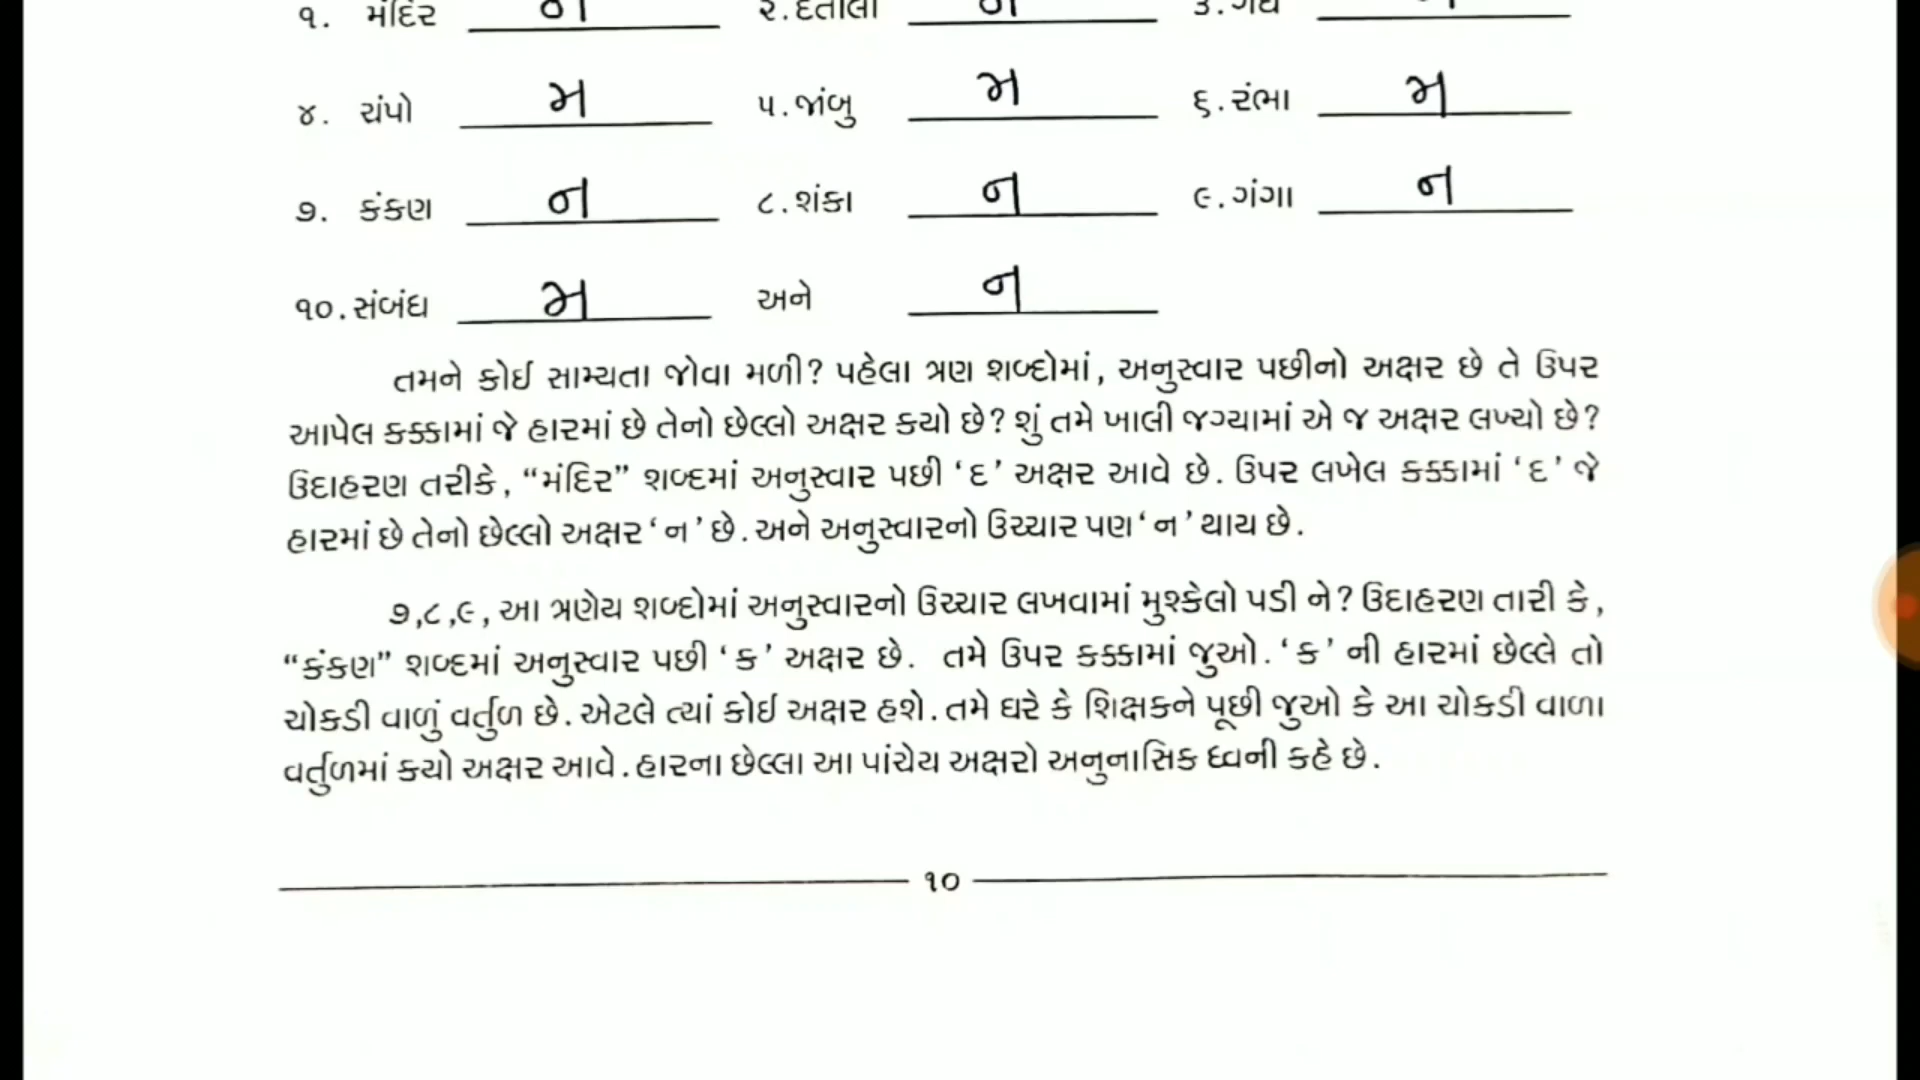 ૧. મંદિર ન ૨. દંતાલી ન ૩.
૪. ચંપો મ ૫. જાંબુ મ ૬. રંભા મ
૭. કંકણ ન ૮. શંકા ન ૯. ગંગા ન
૧૦. સંબંધ મ અને ન
તમને કોઈ સામ્યતા જોવા મળી? પહેલા ત્રણ શબ્દોમાં, અનુસ્વાર પછીનો અક્ષર છે તે ઉપર
આપેલ કક્કામાં જે હારમાં છે તેનો છેલ્લો અક્ષર કયો છે? શું તમે ખાલી જગ્યામાં એ જ અક્ષર લખ્યો છે?
ઉદાહરણ તરીકે, “મંદિર” શબ્દમાં અનુસ્વાર પછી ‘દ’ અક્ષર આવે છે. ઉપર લખેલ કક્કામાં ‘દ’ જે
હારમાં છે તેનો છેલ્લો અક્ષર ‘ન’ છે. અને અનુસ્વારનો ઉચ્ચાર પણ ‘ન’ થાય છે.
૭,૮,૯, આ ત્રણેય શબ્દોમાં અનુસ્વારનો ઉચ્ચાર લખવામાં મુશ્કેલો પડી ને? ઉદાહરણ તારી કે,
“કંકણ” શબ્દમાં અનુસ્વાર પછી ‘ક’ અક્ષર છે. તમે ઉપર કક્કામાં જુઓ. ‘ક’ ની હારમાં છેલ્લે તો
ચોકડી વાળું વર્તુળ છે. એટલે ત્યાં કોઈ અક્ષર હશે. તમે ઘરે કે શિક્ષકને પૂછી જુઓ કે આ ચોકડી વાળા
વર્તુળમાં ક્યો અક્ષર આવે. હારના છેલ્લા આ પાંચેય અક્ષરો અનુનાસિક ધ્વની કહે છે.
૧૦